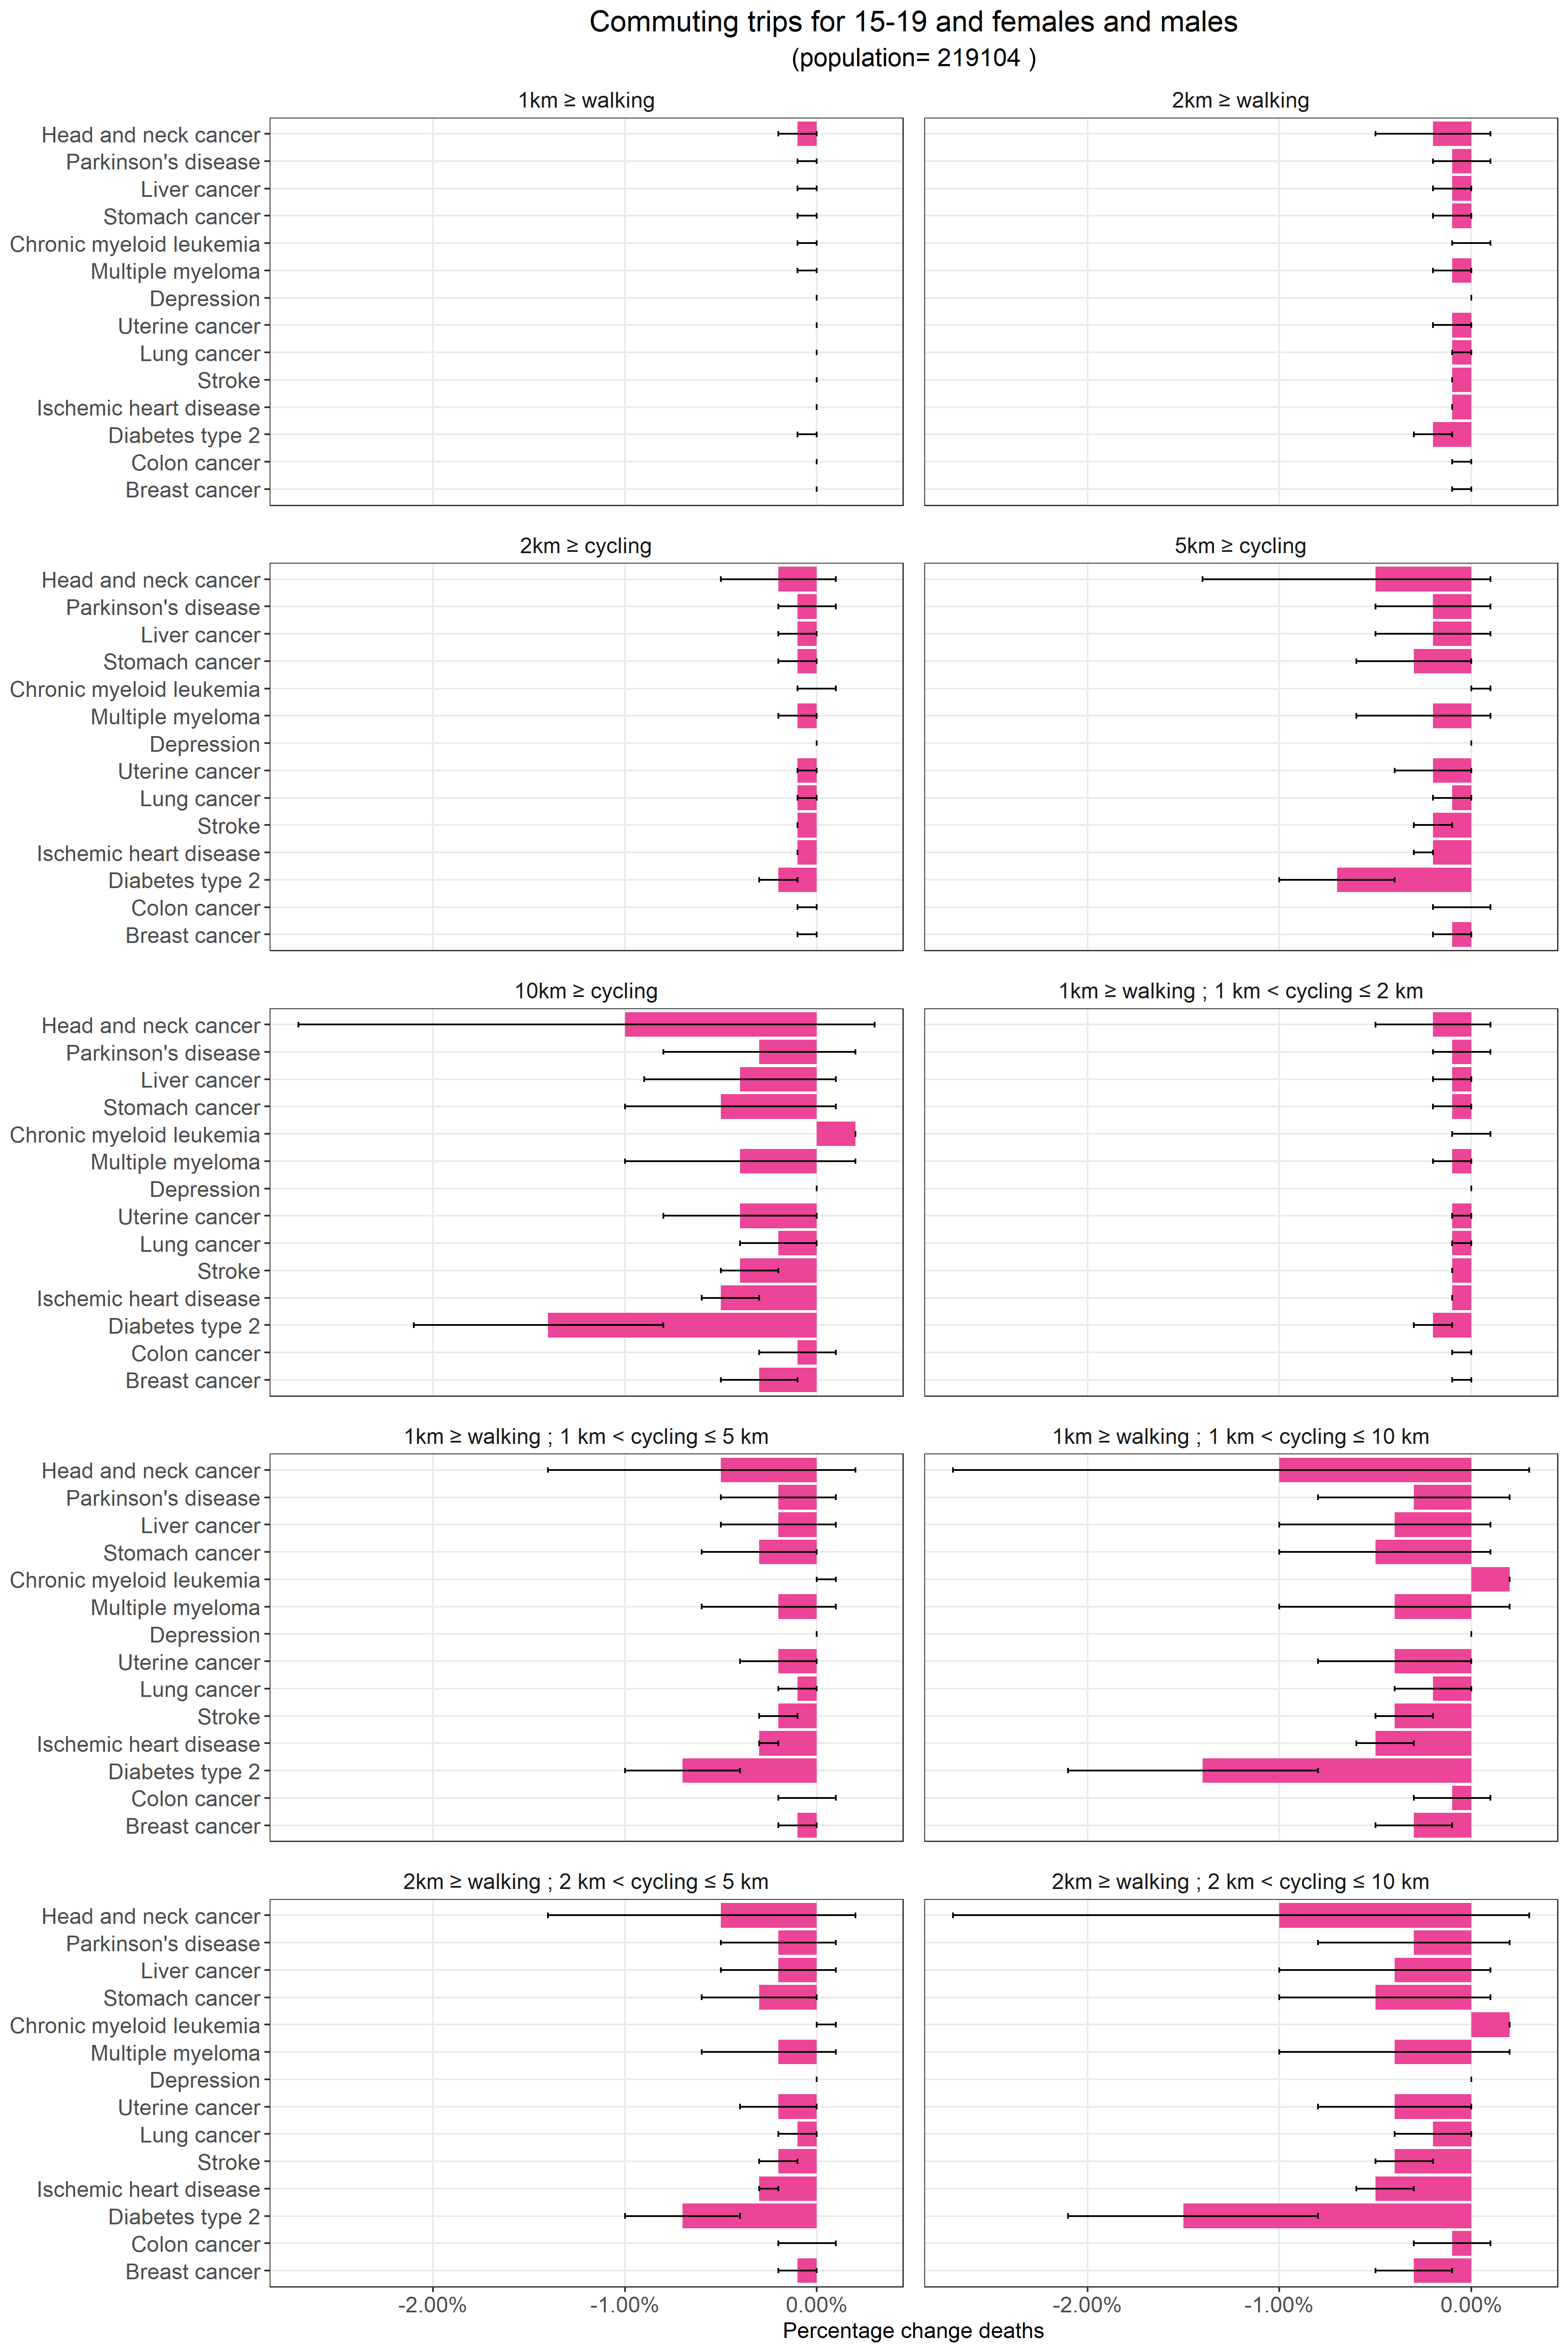 Commuting trips for 15-19 and females and males
(population= 219104 )
1km ≥ walking
2km ≥ walking
Head and neck cancer
Parkinson's disease
Liver cancer
Stomach cancer
Chronic myeloid leukemia
Multiple myeloma
Depression
Uterine cancer
Lung cancer
Stroke
Ischemic heart disease
Diabetes type 2
Colon cancer
Breast cancer
2km ≥ cycling
5km ≥ cycling
Head and neck cancer
Parkinson's disease
Liver cancer
Stomach cancer
Chronic myeloid leukemia
Multiple myeloma
Depression
Uterine cancer
Lung cancer
Stroke
Ischemic heart disease
Diabetes type 2
Colon cancer
Breast cancer
10km ≥ cycling
1km ≥ walking ; 1 km < cycling ≤ 2 km
Head and neck cancer
Parkinson's disease
Liver cancer
Stomach cancer
Chronic myeloid leukemia
Multiple myeloma
Depression
Uterine cancer
Lung cancer
Stroke
Ischemic heart disease
Diabetes type 2
Colon cancer
Breast cancer
1km ≥ walking ; 1 km < cycling ≤ 5 km
1km ≥ walking ; 1 km < cycling ≤ 10 km
Head and neck cancer
Parkinson's disease
Liver cancer
Stomach cancer
Chronic myeloid leukemia
Multiple myeloma
Depression
Uterine cancer
Lung cancer
Stroke
Ischemic heart disease
Diabetes type 2
Colon cancer
Breast cancer
2km ≥ walking ; 2 km < cycling ≤ 5 km
2km ≥ walking ; 2 km < cycling ≤ 10 km
Head and neck cancer
Parkinson's disease
Liver cancer
Stomach cancer
Chronic myeloid leukemia
Multiple myeloma
Depression
Uterine cancer
Lung cancer
Stroke
Ischemic heart disease
Diabetes type 2
Colon cancer
Breast cancer
-2.00% -1.00% 0.00% -2.00% -1.00% 0.00%
Percentage change deaths